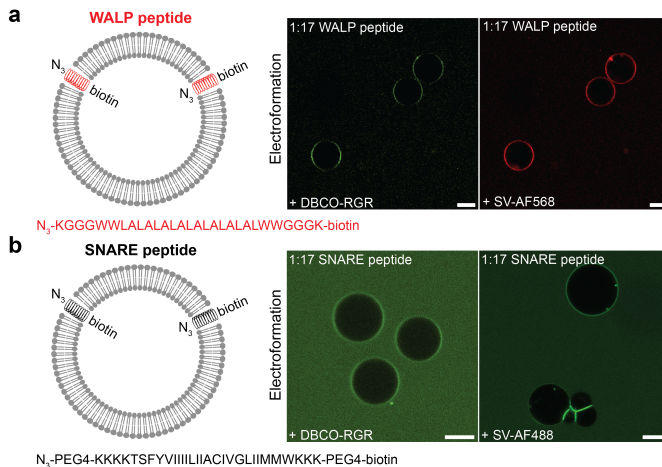 a
WALP peptide
N3
biotin
biotin
N3
Electroformation
1:17 WALP peptide
+ DBCO-RGR
1:17 WALP peptide
+ SV-AF568
N3-KGGGWWLALALALALALALALWWGGGK-biotin
b
SNARE peptide
N3
biotin
biotin
N3
Electroformation
1:17 SNARE peptide
+ DBCO-RGR
1:17 SNARE peptide
+ SV-AF488
N3-PEG4-KKKKTSFYVIIIILIIACIVGLIIMMWKKK-PEG4-biotin